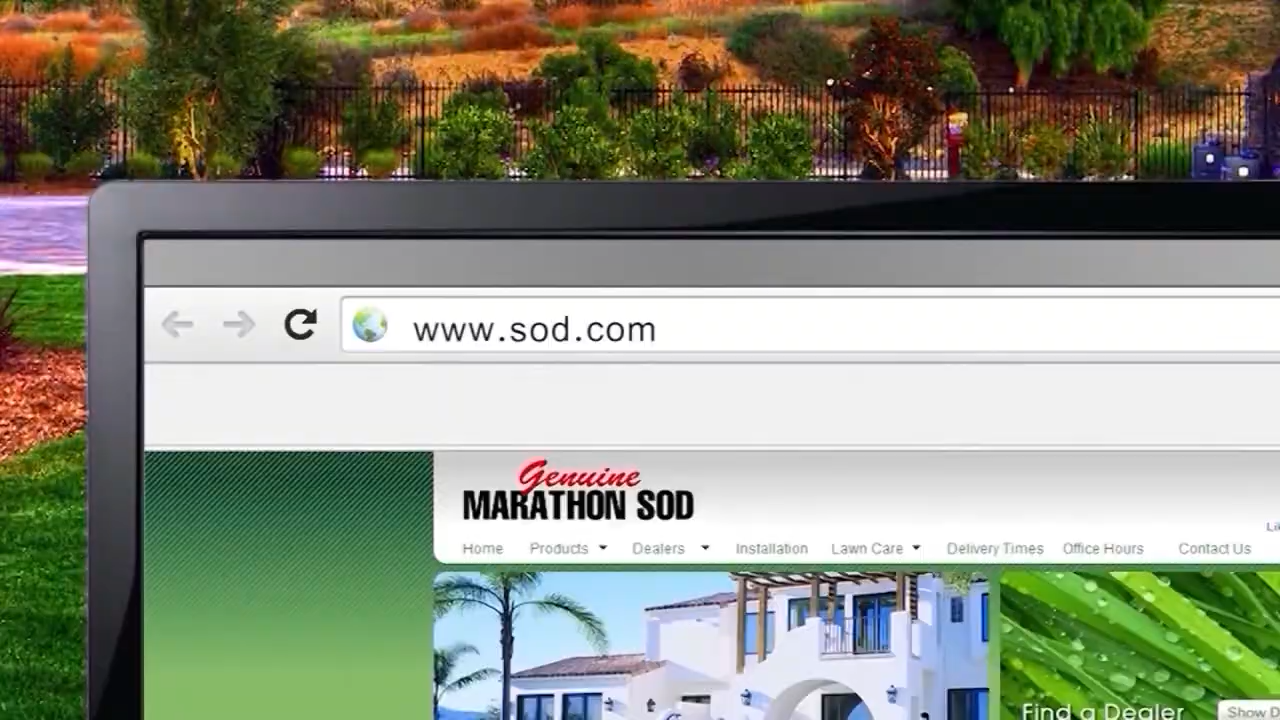 www.sod.com
Genuine
MARATHON SOD
Home Products Dealers Installation Lawn Care Delivery Times Office Hours Contact Us
Find a Dealer